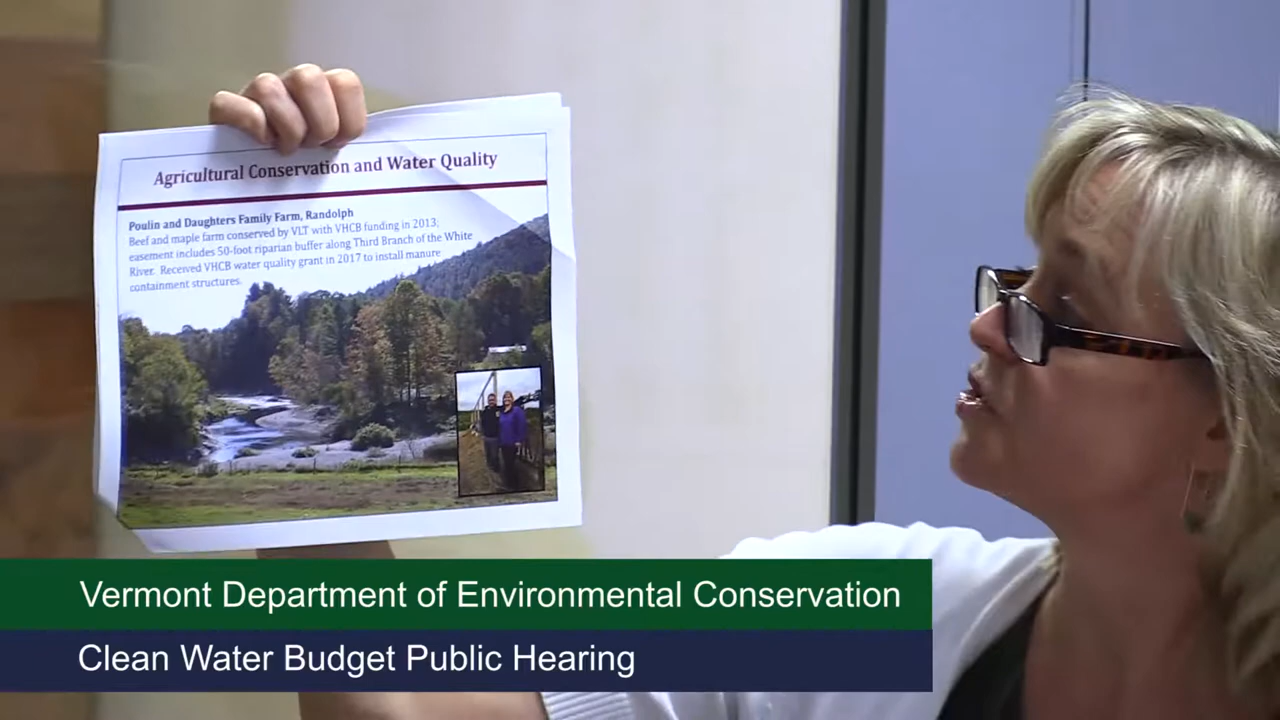 Agricultural Conservation and Water Quality
Poulin and Daughters Family Farm, Randolph
Beef and maple farm conserved by VLT with VHCB funding in 2013;
easement includes 50-foot riparian buffer along Third Branch of the White
River. Received VHCB water quality grant in 2017 to install manure
containment structures.
Vermont Department of Environmental Conservation
Clean Water Budget Public Hearing